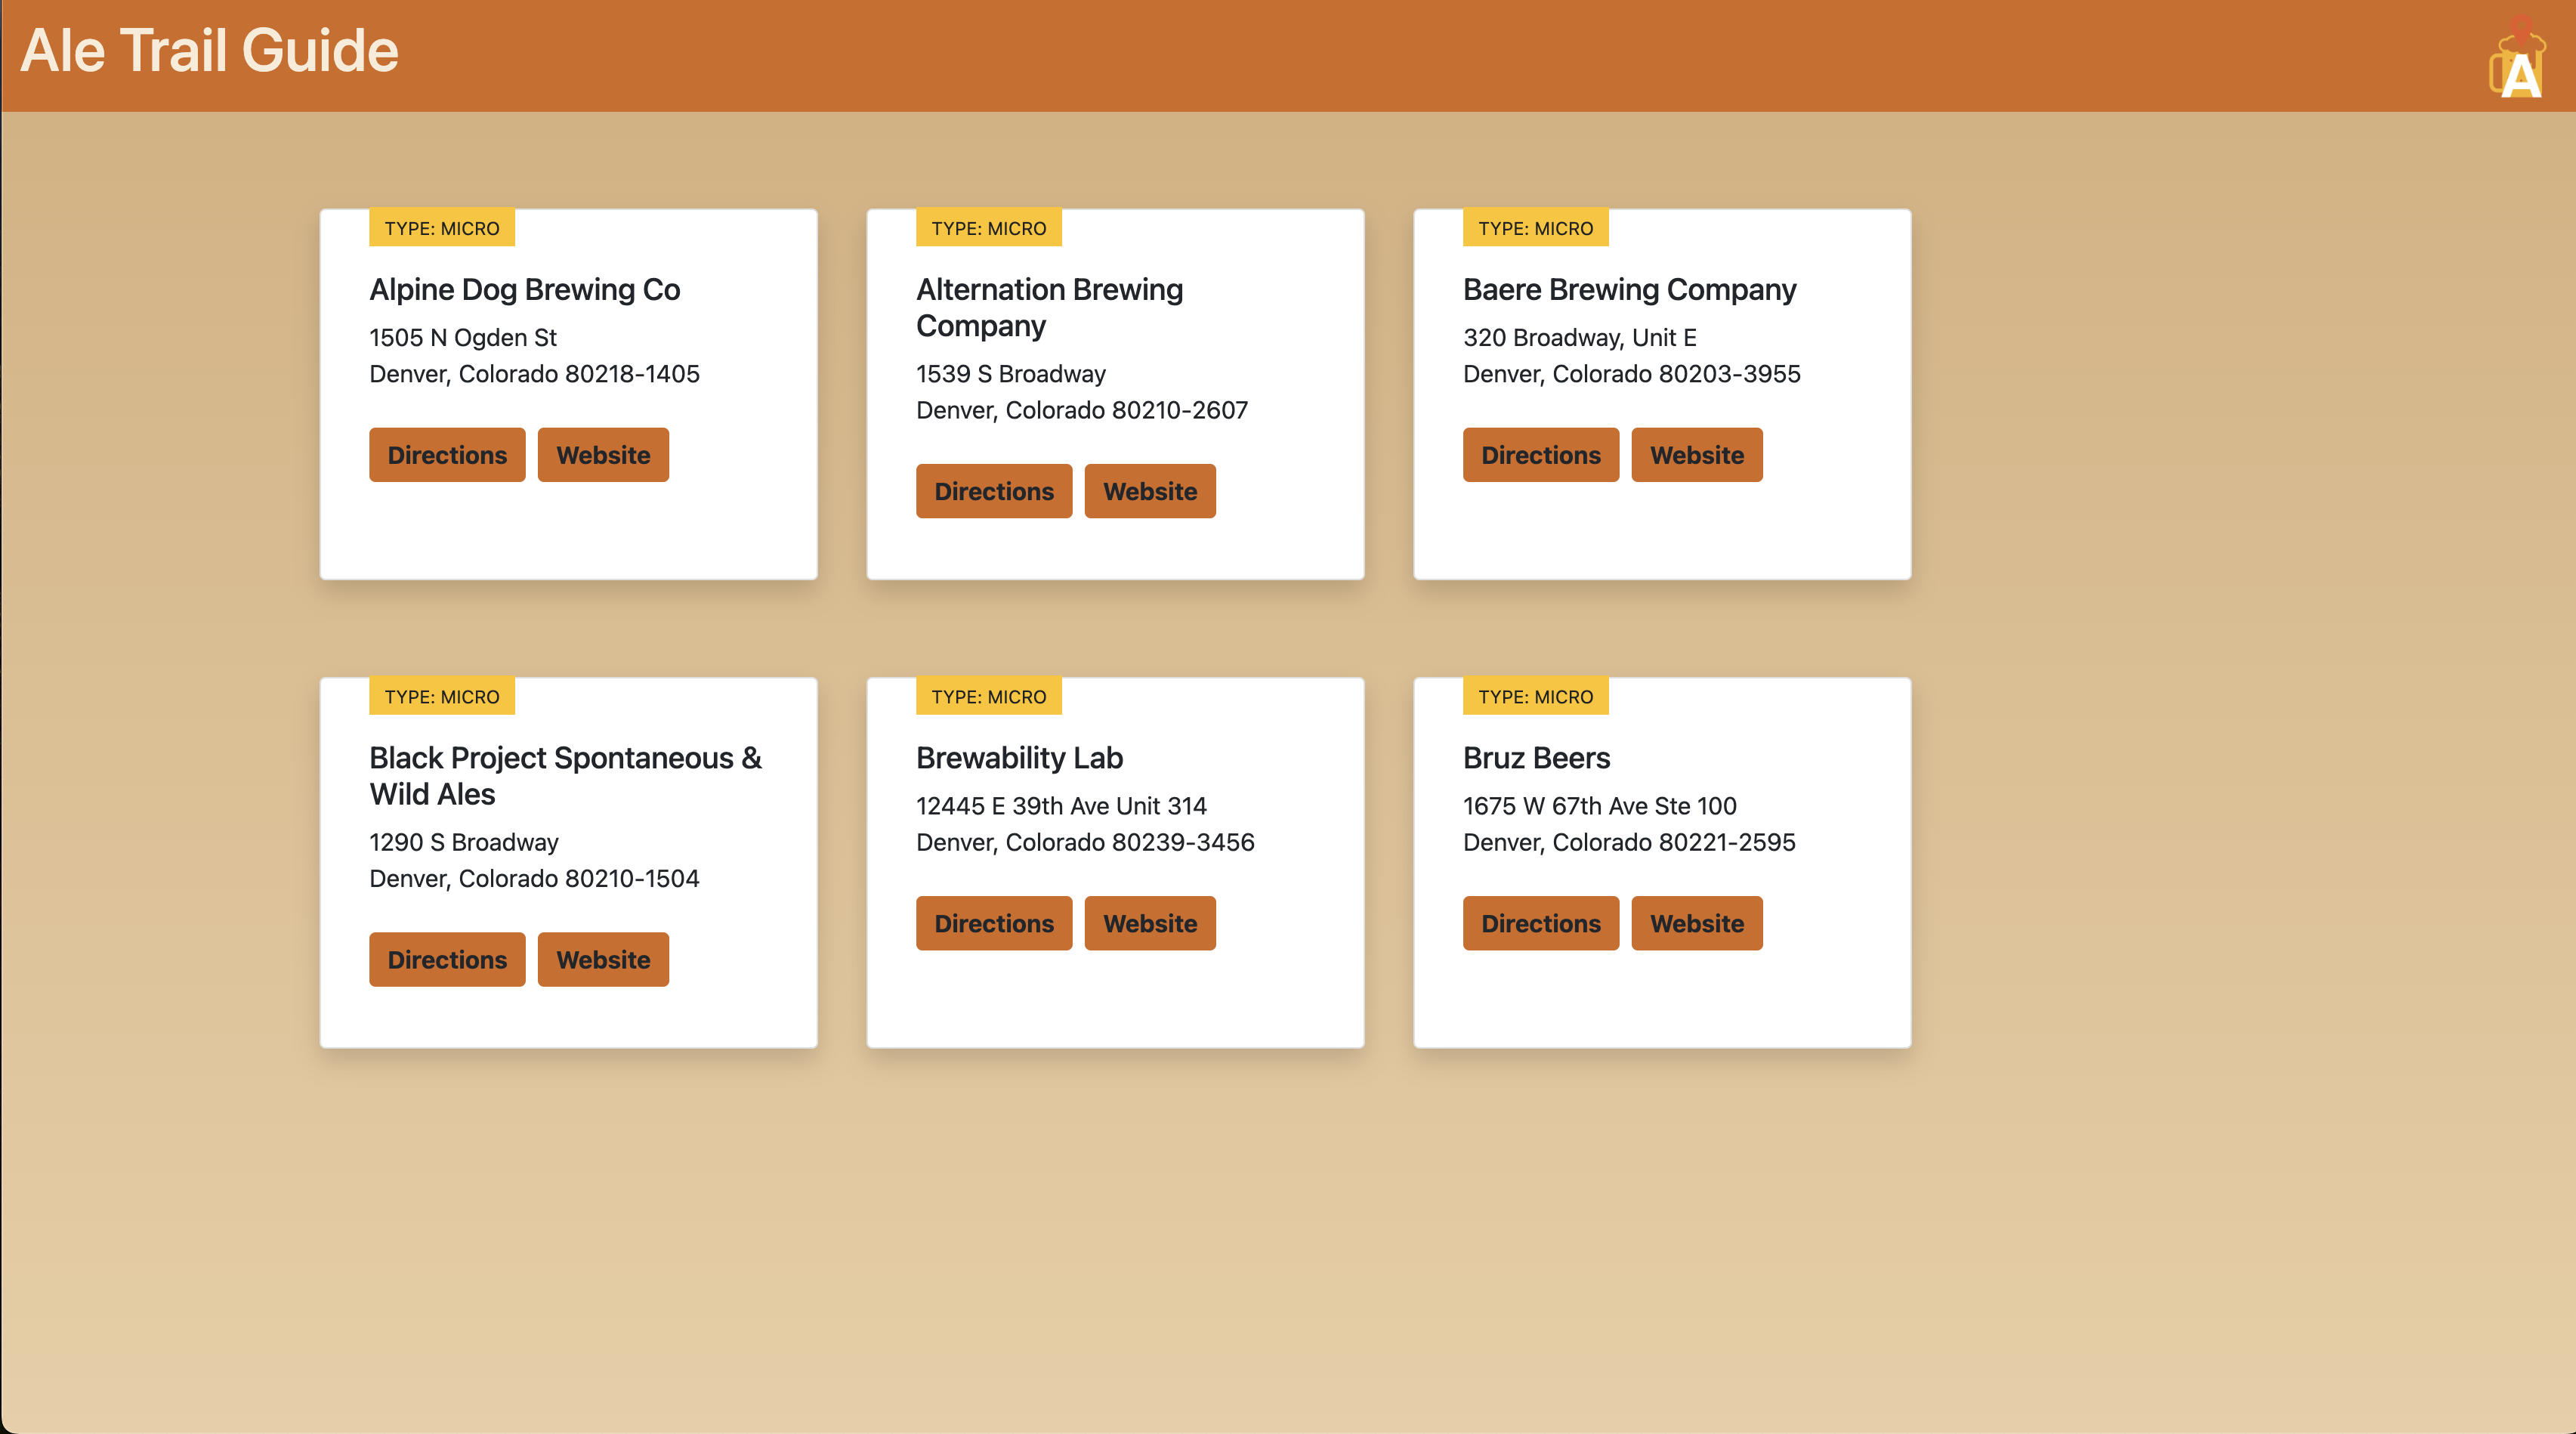 Ale Trail Guide
A
TYPE: MICRO
Alpine Dog Brewing Co
1505 N Ogden St
Denver, Colorado 80218-1405
Directions
Website
TYPE: MICRO
Alternation Brewing
Company
1539 S Broadway
Denver, Colorado 80210-2607
Directions
Website
TYPE: MICRO
Baere Brewing Company
320 Broadway, Unit E
Denver, Colorado 80203-3955
Directions
Website
TYPE: MICRO
Black Project Spontaneous &
Wild Ales
1290 S Broadway
Denver, Colorado 80210-1504
Directions
Website
TYPE: MICRO
Brewability Lab
12445 E 39th Ave Unit 314
Denver, Colorado 80239-3456
Directions
Website
TYPE: MICRO
Bruz Beers
1675 W 67th Ave Ste 100
Denver, Colorado 80221-2595
Directions
Website